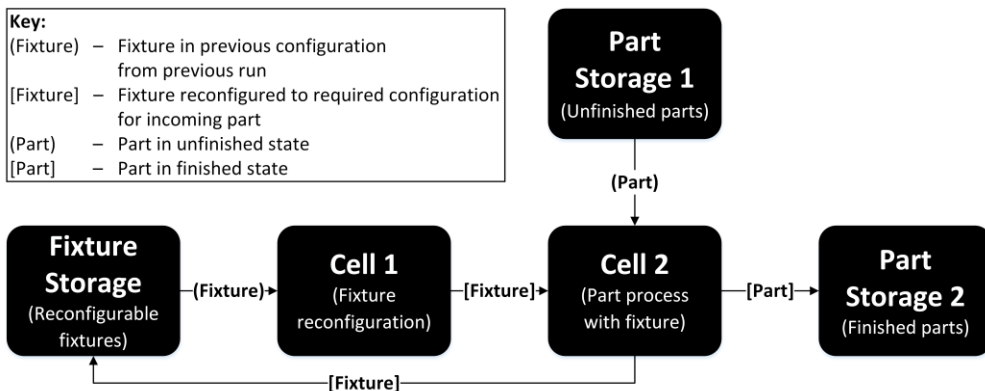 Key:
(Fixture) – Fixture in previous configuration
from previous run
[Fixture] – Fixture reconfigured to required configuration
for incoming part
(Part) – Part in unfinished state
[Part] – Part in finished state
Part
Storage 1
(Unfinished parts)
(Part)
Fixture
Storage
(Reconfigurable
fixtures)
(Fixture)
Cell 1
(Fixture
reconfiguration)
[Fixture]
Cell 2
(Part process
with fixture)
[Part]
Part
Storage 2
(Finished parts)
[Fixture]